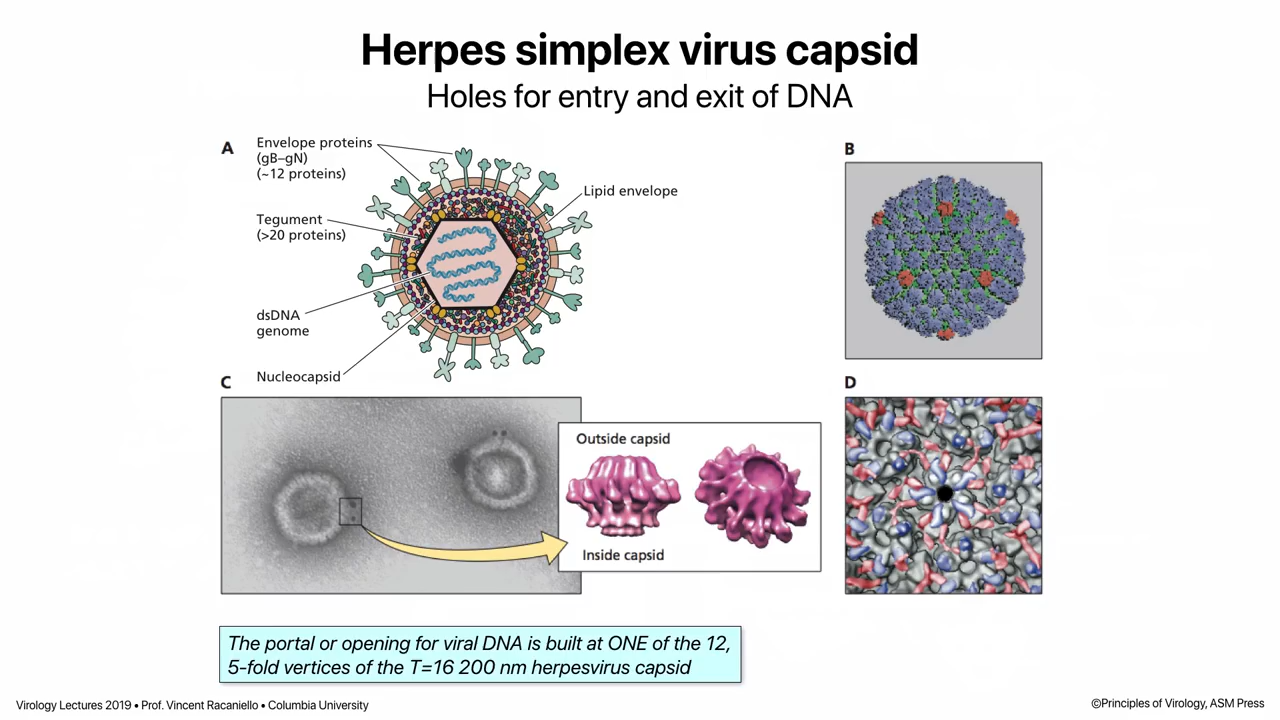 Herpes simplex virus capsid
Holes for entry and exit of DNA
A
Envelope proteins
(gB–gN)
(~12 proteins)
Lipid envelope
Tegument
(>20 proteins)
dsDNA
genome
Nucleocapsid
B
C
Outside capsid
Inside capsid
D
The portal or opening for viral DNA is built at ONE of the 12,
5-fold vertices of the T=16 200 nm herpesvirus capsid
Virology Lectures 2019 • Prof. Vincent Racaniello • Columbia University
©Principles of Virology, ASM Press